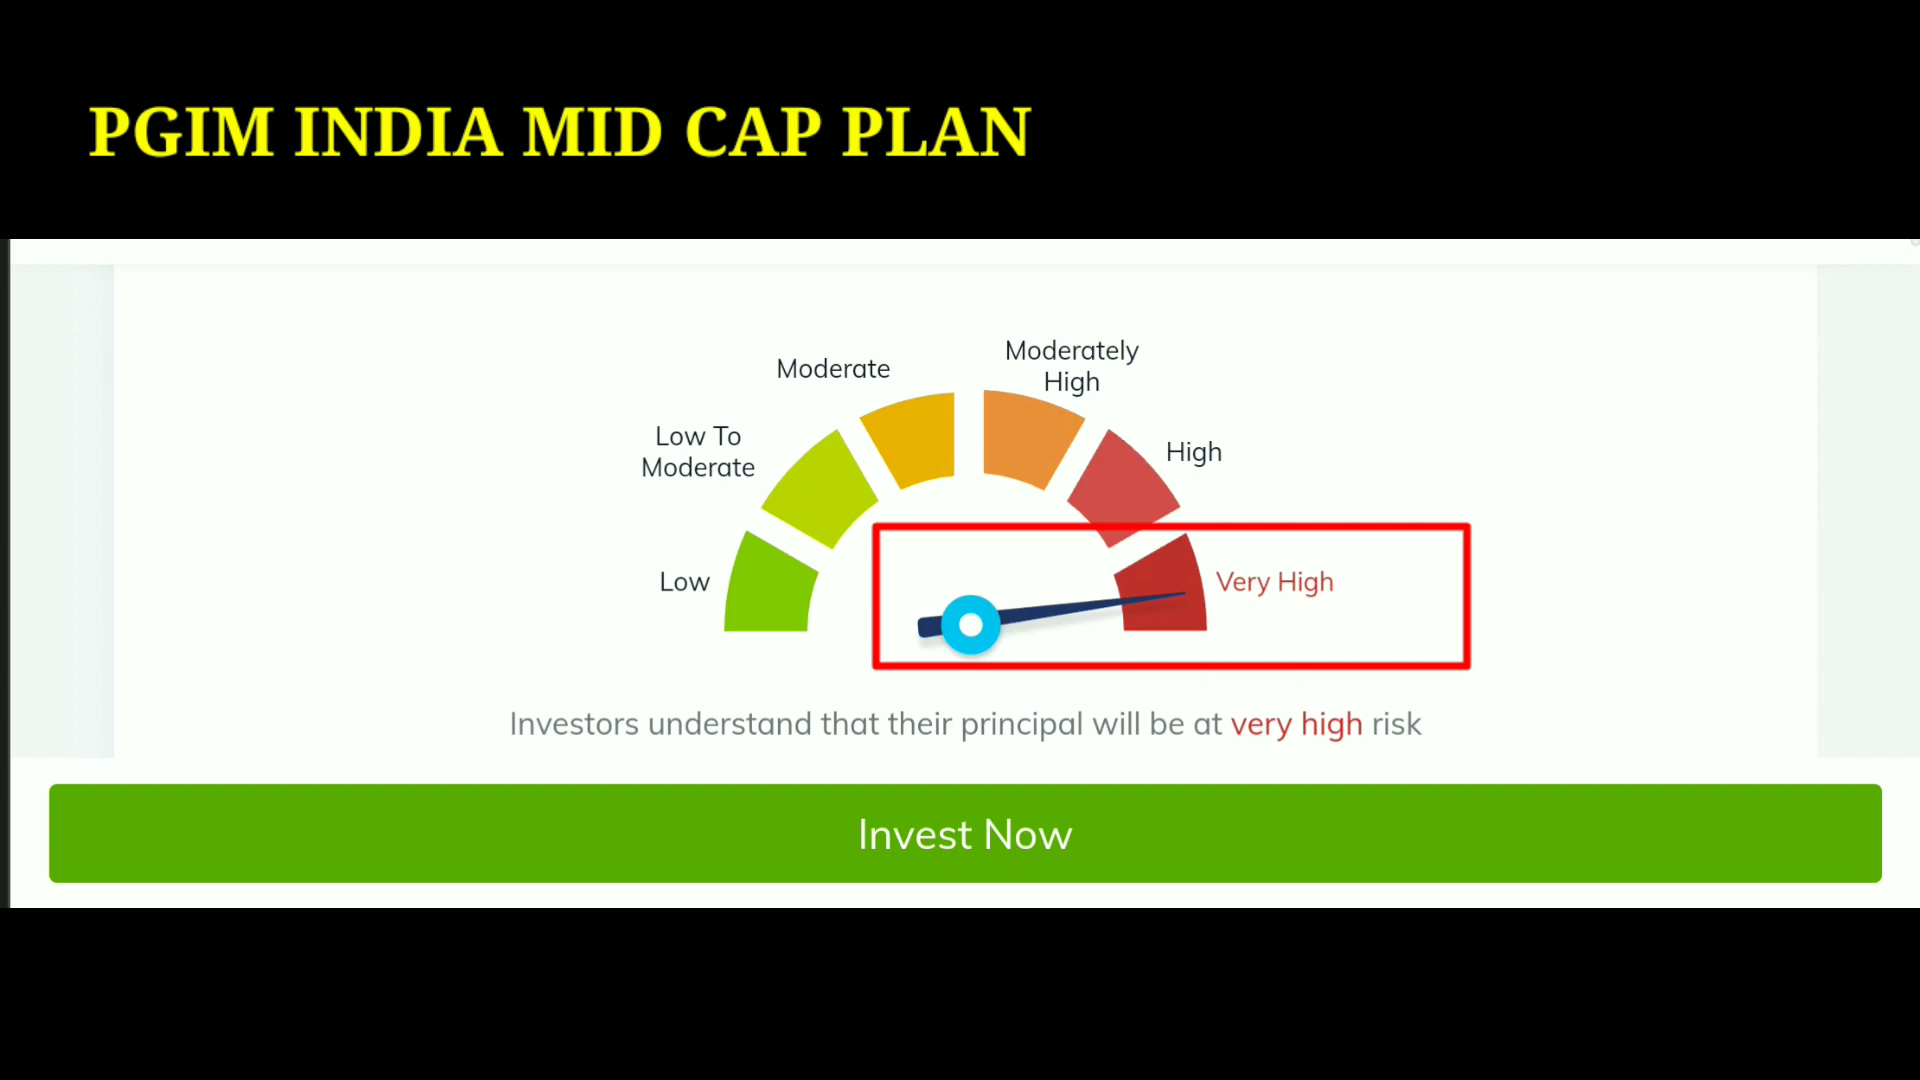 PGIM INDIA MID CAP PLAN
Moderate
Moderately
High
Low To
Moderate
High
Low
Very High
Investors understand that their principal will be at very high risk
Invest Now